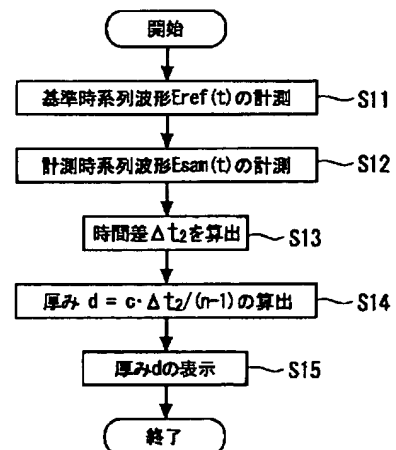 開始
基準時系列波形Eref(t)の計測
S11
計測時系列波形Esam(t)の計測
S12
時間差Δt₂を算出
S13
厚み d = c·Δt₂/(n-1)の算出
S14
厚みdの表示
S15
終了